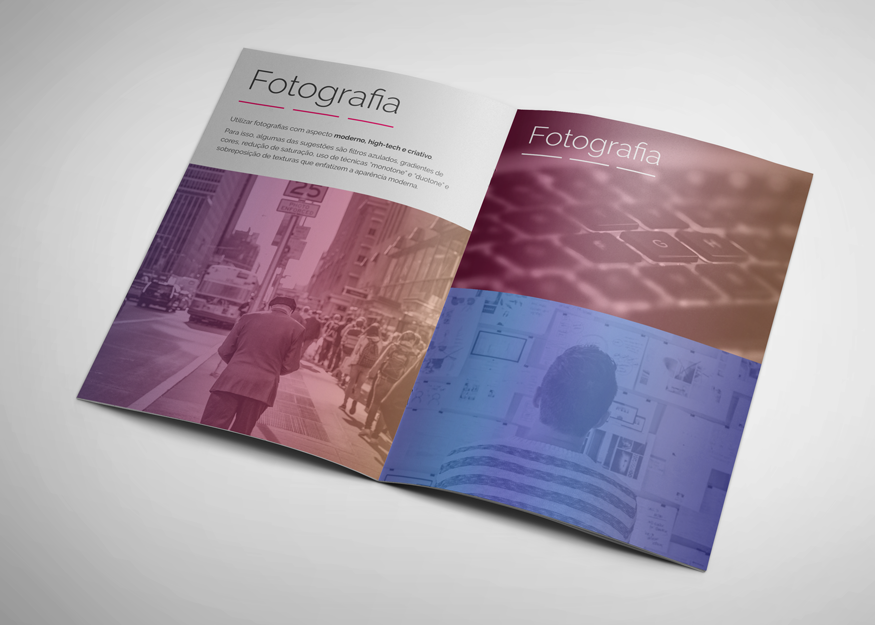 Fotografia
Utilizar fotografias com aspecto moderno, high-tech e criativo.
Para isso, algumas das sugestões são filtros azulados, gradientes de
cores, redução de saturação, uso de técnicas "monotone" e "duotone" e
sobreposição de texturas que enfatizem a aparência moderna.
25
Fotografia
F G H